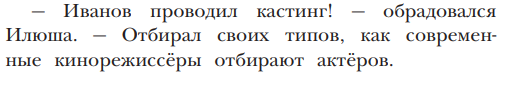 — Иванов проводил кастинг! — обрадовался
Илюша. — Отбирал своих типов, как современ-
ные кинорежиссёры отбирают актёров.